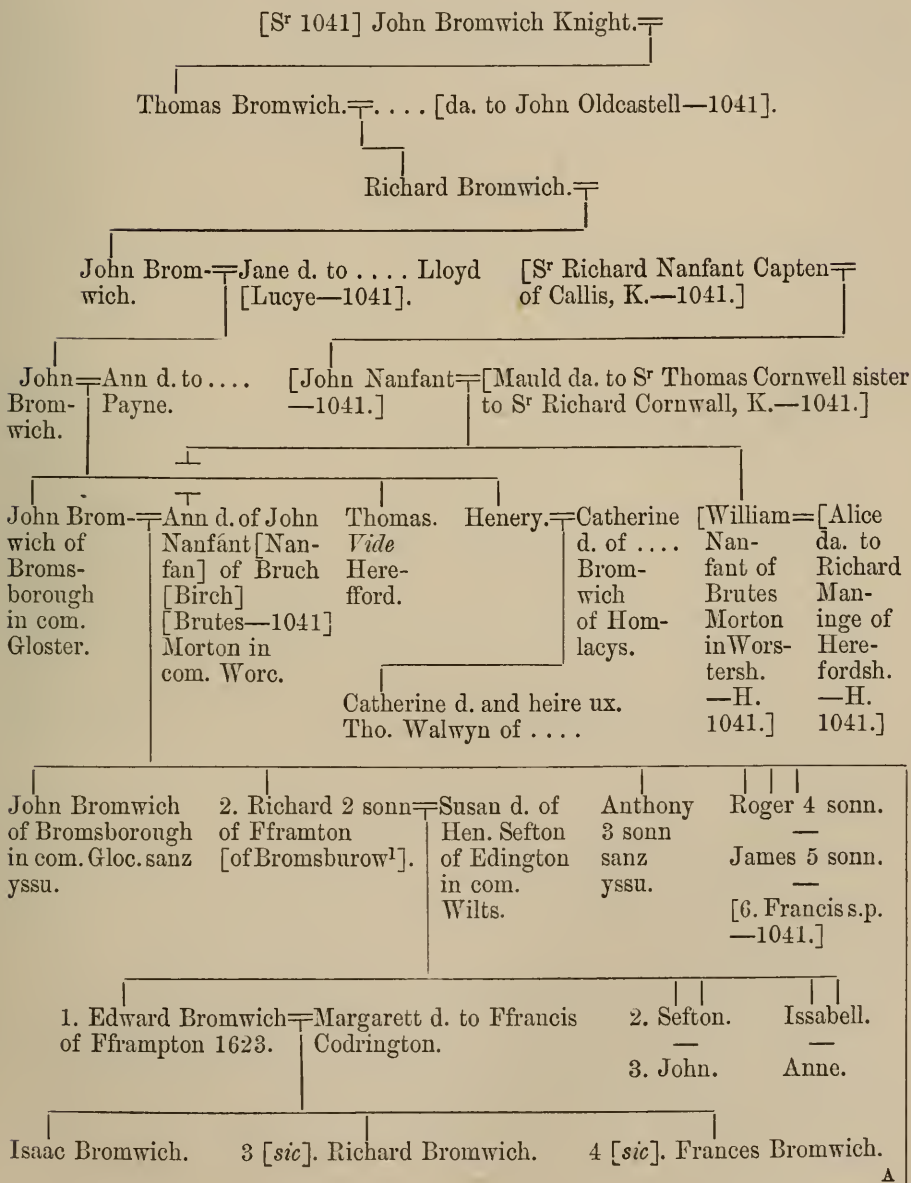 [Sʳ 1041] John Bromwich Knight.
Thomas Bromwich. . . . . [da. to John Oldcastell—1041].
Richard Bromwich.
John Brom-
wich.
Jane d. to . . . . Lloyd
[Lucye—1041].
[Sʳ Richard Nanfant Capten
of Callis, K.—1041.]
John
Brom-
wich.
Ann d. to . . . .
Payne.
[John Nanfant
—1041.]
[Mauld da. to Sʳ Thomas Cornwell sister
to Sʳ Richard Cornwall, K.—1041.]
John Brom-
wich of
Broms-
borough
in com.
Gloster.
Ann d. of John
Nanfánt [Nan-
fan] of Bruch
[Birch]
[Brutes—1041]
Morton in
com. Worc.
Thomas.
Vide
Here-
fford.
Henery.
Catherine
d. of . . . .
Brom-
wich
of Hom-
lacys.
[William
Nan-
fant of
Brutes
Morton
in Wors-
tersh.
—H.
1041.]
[Alice
da. to
Richard
Man-
inge of
Here-
fordsh.
—H.
1041.]
Catherine d. and heire ux.
Tho. Walwyn of . . . .
John Bromwich
of Bromsborough
in com. Gloc. sanz
yssu.
2. Richard 2 sonn
of Fframton
[of Bromsburow¹].
Susan d. of
Hen. Sefton
of Edington
in com.
Wilts.
Anthony
3 sonn
sanz
yssu.
Roger 4 sonn.
—
James 5 sonn.
—
[6. Francis s.p.
—1041.]
1. Edward Bromwich
of Fframpton 1623.
Margarett d. to Ffrancis
Codrington.
2. Sefton.
—
3. John.
Issabell.
—
Anne.
Isaac Bromwich.
3 [sic]. Richard Bromwich.
4 [sic]. Frances Bromwich.
A